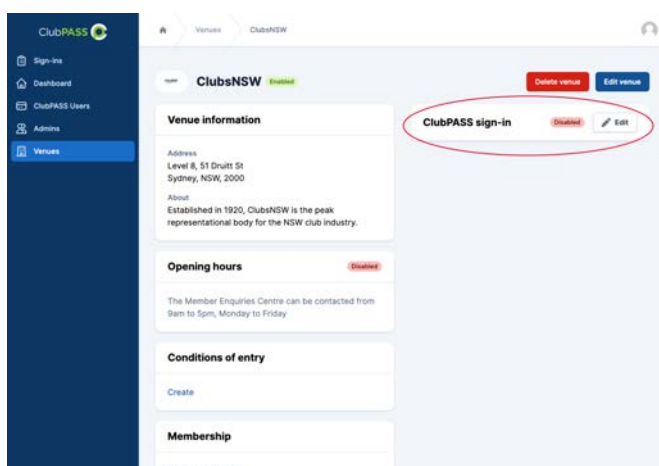 ClubPASS
Venues
ClubsNSW
Sign-ins
Dashboard
ClubPASS Users
Admins
Venues
ClubsNSW
Enabled
Delete venue
Edit venue
Venue information
Address
Level 8, 51 Druitt St
Sydney, NSW, 2000
About
Established in 1920, ClubsNSW is the peak
representational body for the NSW club industry.
ClubPASS sign-in
Disabled
Edit
Opening hours
Disabled
The Member Enquiries Centre can be contacted from
9am to 5pm, Monday to Friday
Conditions of entry
Create
Membership